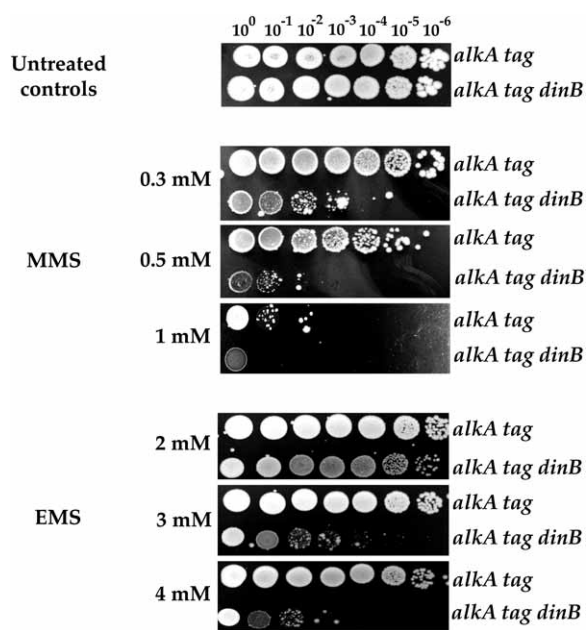 10⁰ 10⁻¹ 10⁻² 10⁻³ 10⁻⁴ 10⁻⁵ 10⁻⁶
Untreated controls
alkA tag
alkA tag dinB
MMS
0.3 mM
alkA tag
alkA tag dinB
0.5 mM
alkA tag
alkA tag dinB
1 mM
alkA tag
alkA tag dinB
EMS
2 mM
alkA tag
alkA tag dinB
3 mM
alkA tag
alkA tag dinB
4 mM
alkA tag
alkA tag dinB